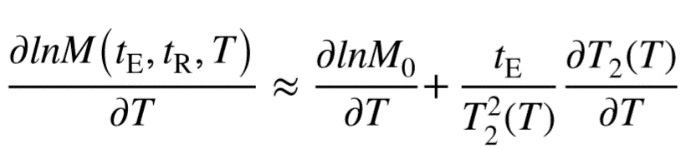 ∂lnM(t_E, t_R, T)/∂T ≈ ∂lnM_0/∂T + t_E/T_2^2(T) ∂T_2(T)/∂T